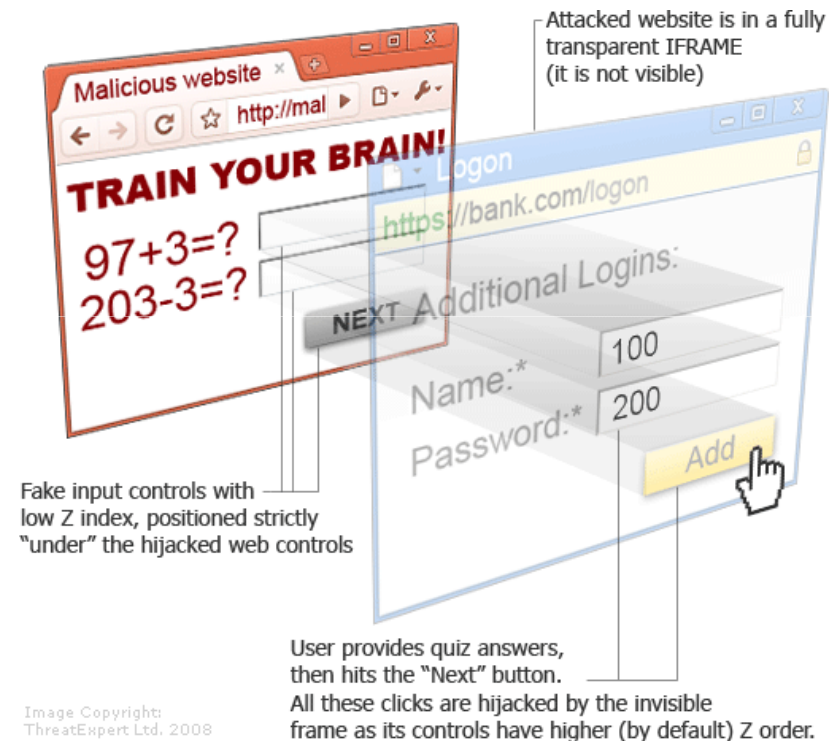 Attacked website is in a fully
transparent IFRAME
(it is not visible)
Malicious website
http://mal
TRAIN YOUR BRAIN!
97+3=?
203-3=?
NEXT
Logon
https://bank.com/logon
Additional Logins:
Name:* 100
Password:* 200
Add
Fake input controls with
low Z index, positioned strictly
“under” the hijacked web controls
User provides quiz answers,
then hits the “Next” button.
All these clicks are hijacked by the invisible
frame as its controls have higher (by default) Z order.
Image Copyright:
ThreatExpert Ltd. 2008